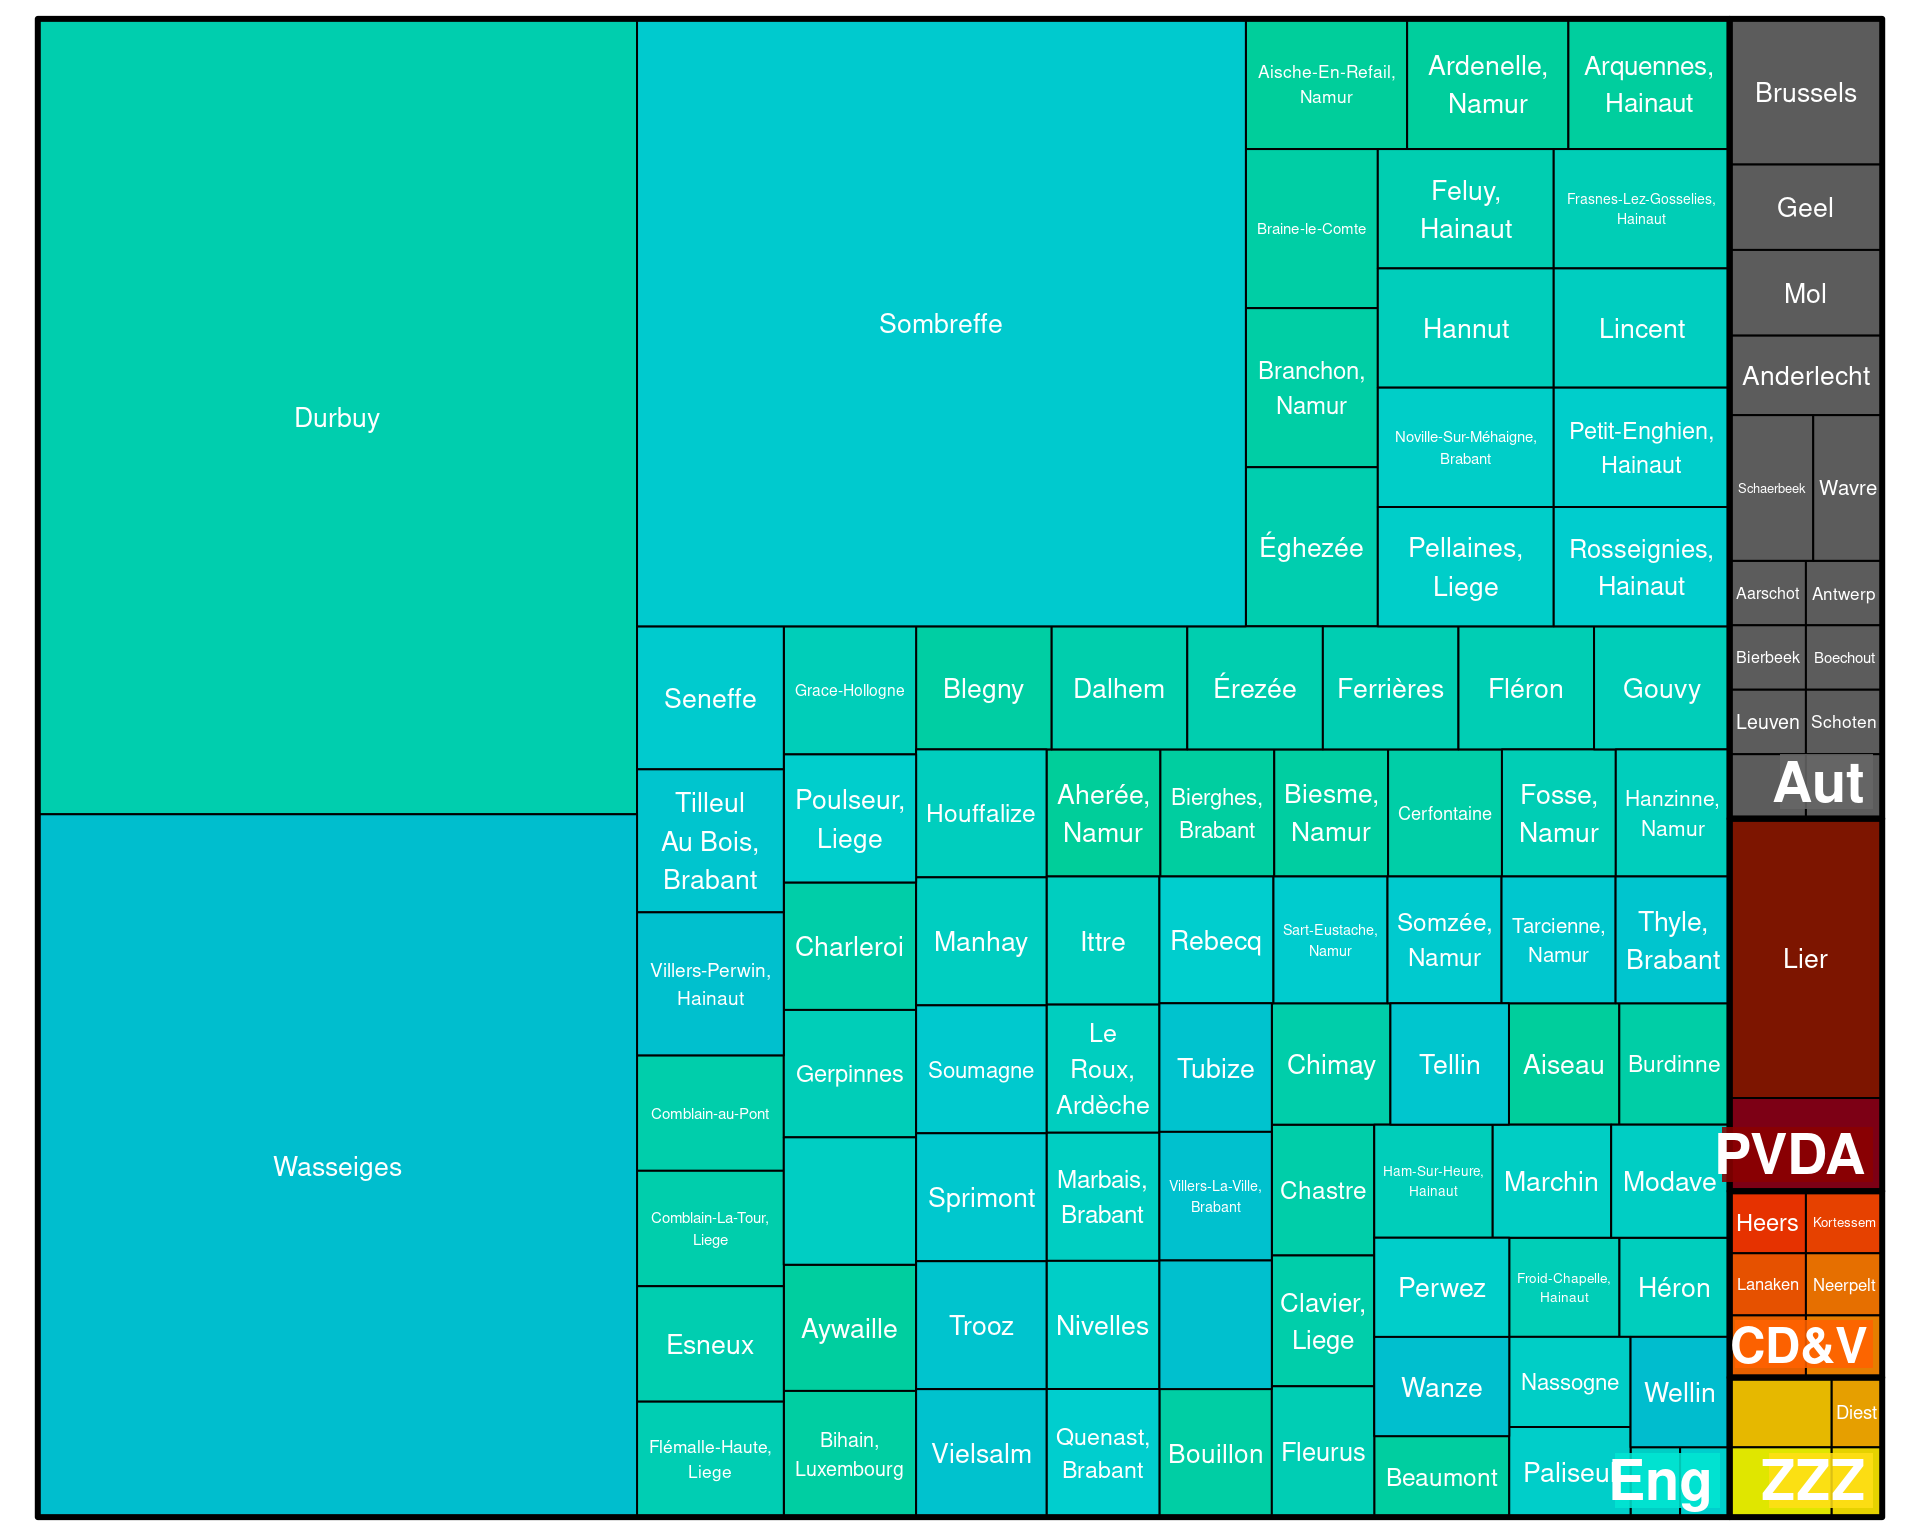 Durbuy
Wasseiges
Sombreffe
Aische-En-Refail,
Namur
Ardenelle,
Namur
Arquennes,
Hainaut
Braine-le-Comte
Feluy,
Hainaut
Frasnes-Lez-Gosselies,
Hainaut
Branchon,
Namur
Hannut
Lincent
Noville-Sur-Méhaigne,
Brabant
Petit-Enghien,
Hainaut
Éghezée
Pellaines,
Liege
Rosseignies,
Hainaut
Seneffe
Grace-Hollogne
Blegny
Dalhem
Érezée
Ferrières
Fléron
Gouvy
Tilleul
Au Bois,
Brabant
Poulseur,
Liege
Houffalize
Aherée,
Namur
Bierghes,
Brabant
Biesme,
Namur
Cerfontaine
Fosse,
Namur
Hanzinne,
Namur
Villers-Perwin,
Hainaut
Charleroi
Manhay
Ittre
Rebecq
Sart-Eustache,
Namur
Somzée,
Namur
Tarcienne,
Namur
Thyle,
Brabant
Comblain-au-Pont
Gerpinnes
Soumagne
Le
Roux,
Ardèche
Tubize
Chimay
Tellin
Aiseau
Burdinne
Comblain-La-Tour,
Liege
Sprimont
Marbais,
Brabant
Villers-La-Ville,
Brabant
Chastre
Ham-Sur-Heure,
Hainaut
Marchin
Modave
Esneux
Aywaille
Trooz
Nivelles
Clavier,
Liege
Perwez
Froid-Chapelle,
Hainaut
Héron
Wanze
Nassogne
Wellin
Flémalle-Haute,
Liege
Bihain,
Luxembourg
Vielsalm
Quenast,
Brabant
Bouillon
Fleurus
Beaumont
Paliseu
Eng
Brussels
Geel
Mol
Anderlecht
Schaerbeek
Wavre
Aarschot
Antwerp
Bierbeek
Boechout
Leuven
Schoten
Aut
Lier
PVDA
Heers
Kortessem
Lanaken
Neerpelt
CD&V
Diest
ZZZ